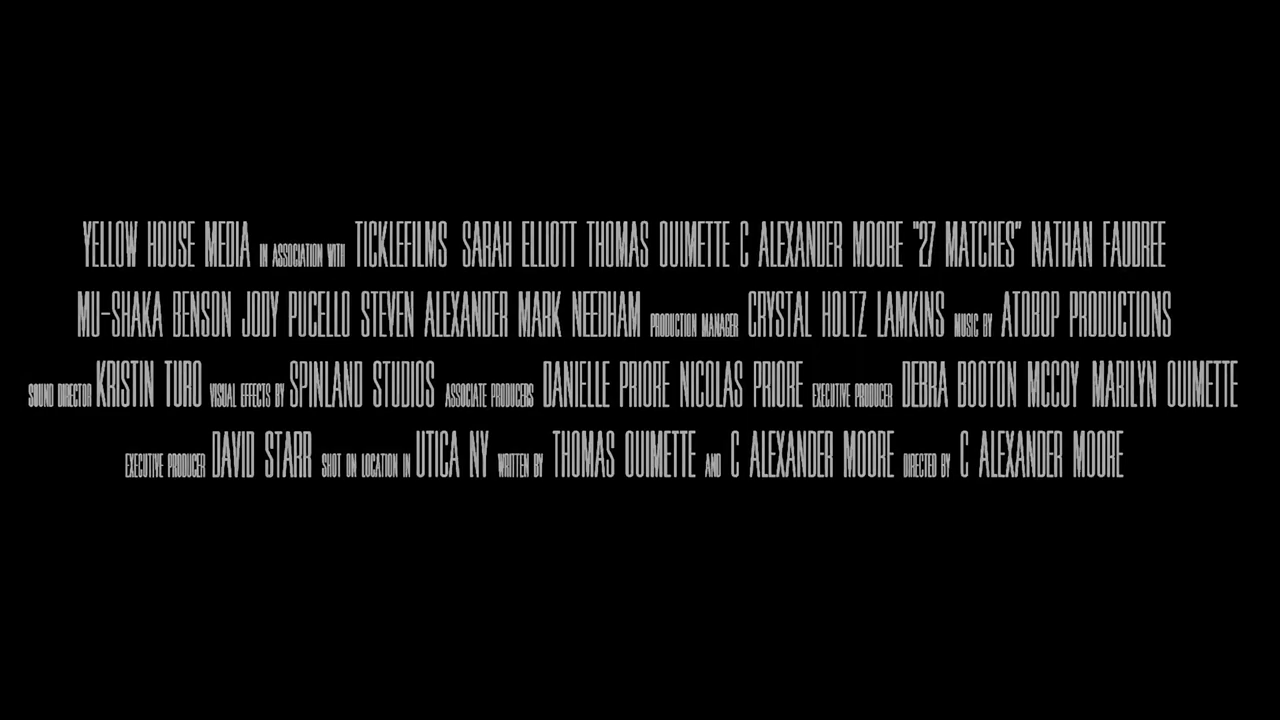 YELLOW HOUSE MEDIA IN ASSOCIATION WITH TICKLEFILMS SARAH ELLIOTT THOMAS OUIMETTE C ALEXANDER MOORE "27 MATCHES" NATHAN FAUDREE
MU-SHAKA BENSON JODY PUCELLO STEVEN ALEXANDER MARK NEEDHAM PRODUCTION MANAGER CRYSTAL HOLTZ LAMKINS MUSIC BY ATOBOP PRODUCTIONS
SOUND DIRECTOR KRISTIN TURO VISUAL EFFECTS BY SPINLAND STUDIOS ASSOCIATE PRODUCERS DANIELLE PRIORE NICOLAS PRIORE EXECUTIVE PRODUCER DEBRA BOOTON MCCOY MARILYN OUIMETTE
EXECUTIVE PRODUCER DAVID STARR SHOT ON LOCATION IN UTICA NY WRITTEN BY THOMAS OUIMETTE AND C ALEXANDER MOORE DIRECTED BY C ALEXANDER MOORE